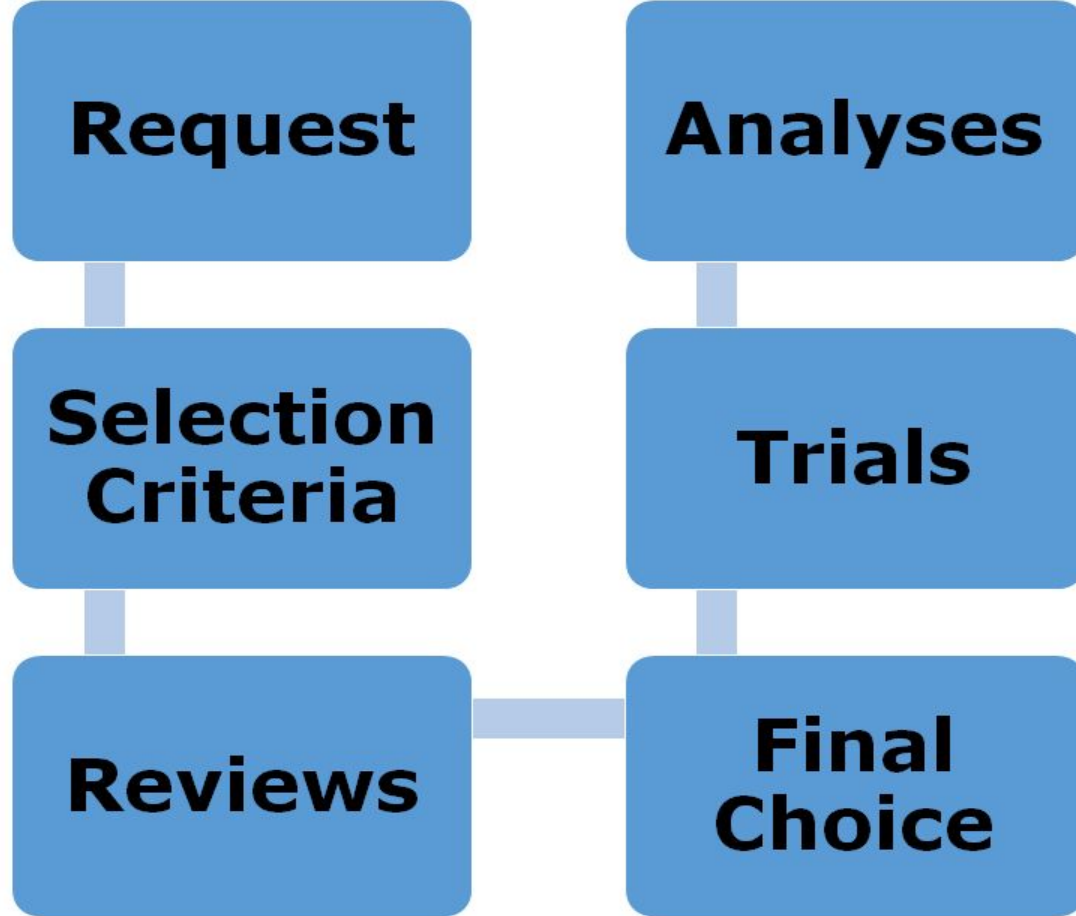 Request
Selection
Criteria
Reviews
Analyses
Trials
Final
Choice